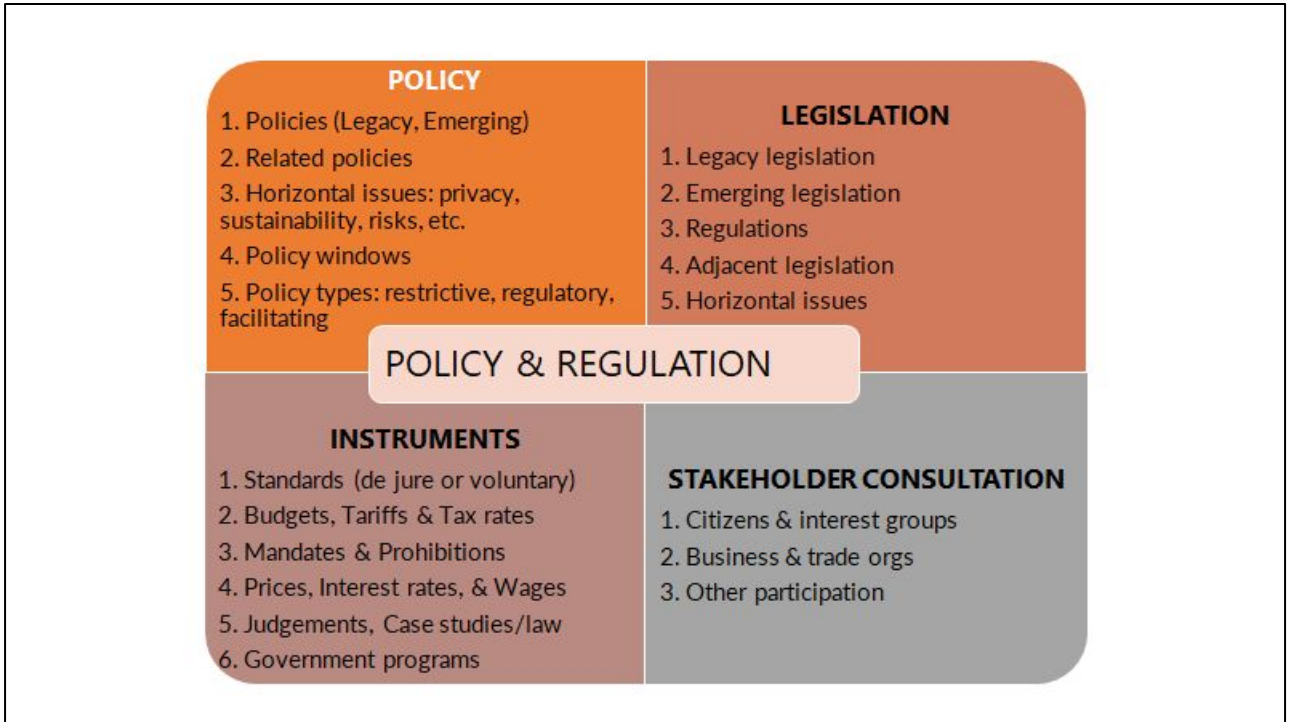 POLICY
1. Policies (Legacy, Emerging)
2. Related policies
3. Horizontal issues: privacy,
sustainability, risks, etc.
4. Policy windows
5. Policy types: restrictive, regulatory,
facilitating
LEGISLATION
1. Legacy legislation
2. Emerging legislation
3. Regulations
4. Adjacent legislation
5. Horizontal issues
POLICY & REGULATION
INSTRUMENTS
1. Standards (de jure or voluntary)
2. Budgets, Tariffs & Tax rates
3. Mandates & Prohibitions
4. Prices, Interest rates, & Wages
5. Judgements, Case studies/law
6. Government programs
STAKEHOLDER CONSULTATION
1. Citizens & interest groups
2. Business & trade orgs
3. Other participation